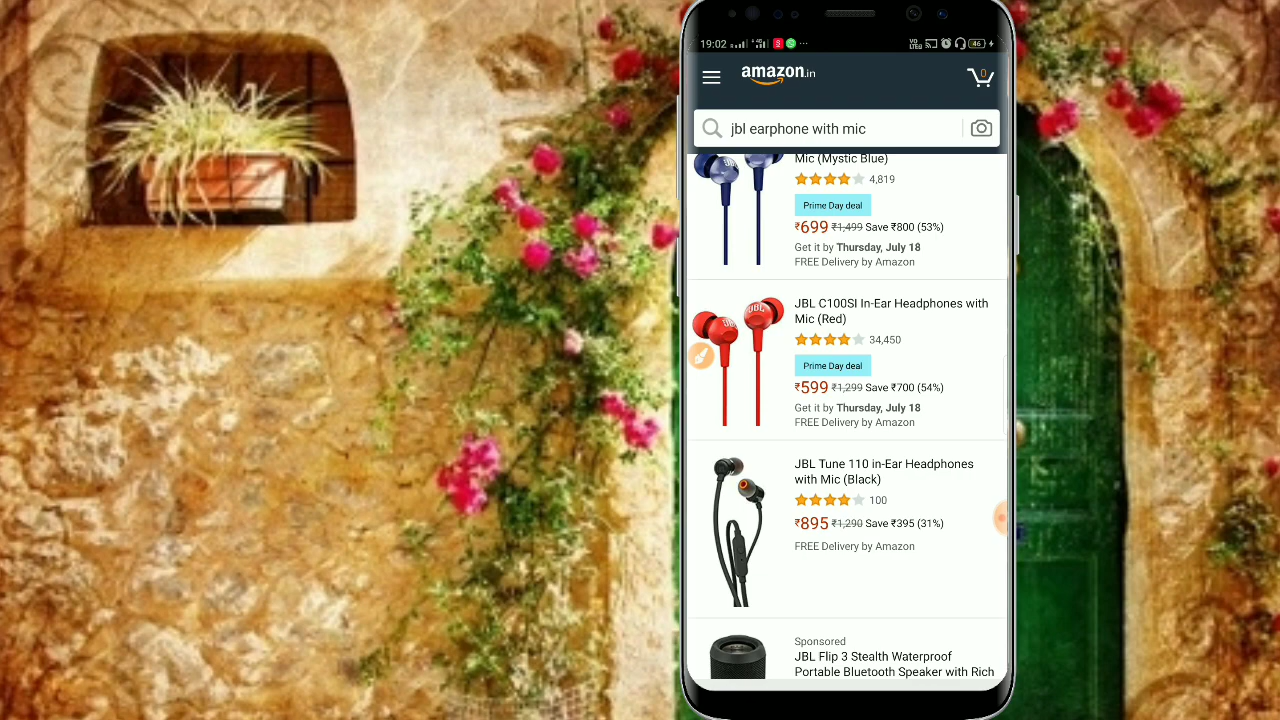 19:02
VO
LTE
46
amazon.in
0
jbl earphone with mic
Mic (Mystic Blue)
4,819
Prime Day deal
₹699 ₹1,499 Save ₹800 (53%)
Get it by Thursday, July 18
FREE Delivery by Amazon
JBL C100SI In-Ear Headphones with
Mic (Red)
34,450
Prime Day deal
₹599 ₹1,299 Save ₹700 (54%)
Get it by Thursday, July 18
FREE Delivery by Amazon
JBL Tune 110 in-Ear Headphones
with Mic (Black)
100
₹895 ₹1,290 Save ₹395 (31%)
FREE Delivery by Amazon
Sponsored
JBL Flip 3 Stealth Waterproof
Portable Bluetooth Speaker with Rich